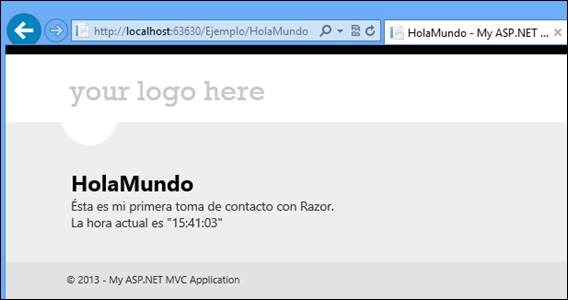 http://localhost:63630/Ejemplo/HolaMundo
HolaMundo - My ASP.NET ...
your logo here
HolaMundo
Ésta es mi primera toma de contacto con Razor.
La hora actual es "15:41:03"
© 2013 - My ASP.NET MVC Application